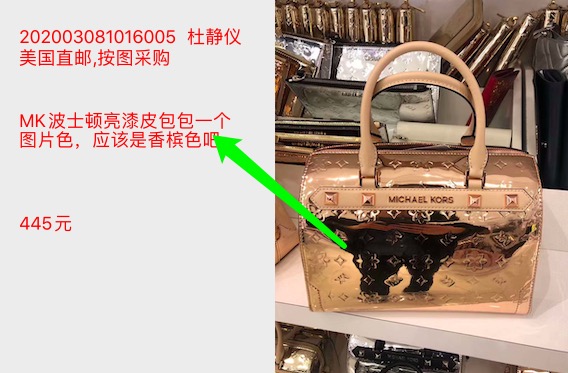 202003081016005 杜静仪
美国直邮,按图采购
MK波士顿亮漆皮包包一个
图片色，应该是香槟色吧
445元
MICHAEL KORS